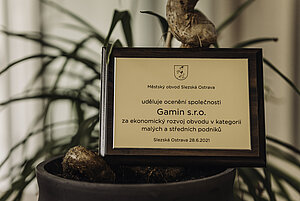 Městský obvod Slezská Ostrava
uděluje ocenění společnosti
Gamin s.r.o.
za ekonomický rozvoj obvodu v kategorii
malých a středních podniků
Slezská Ostrava 28.6.2021